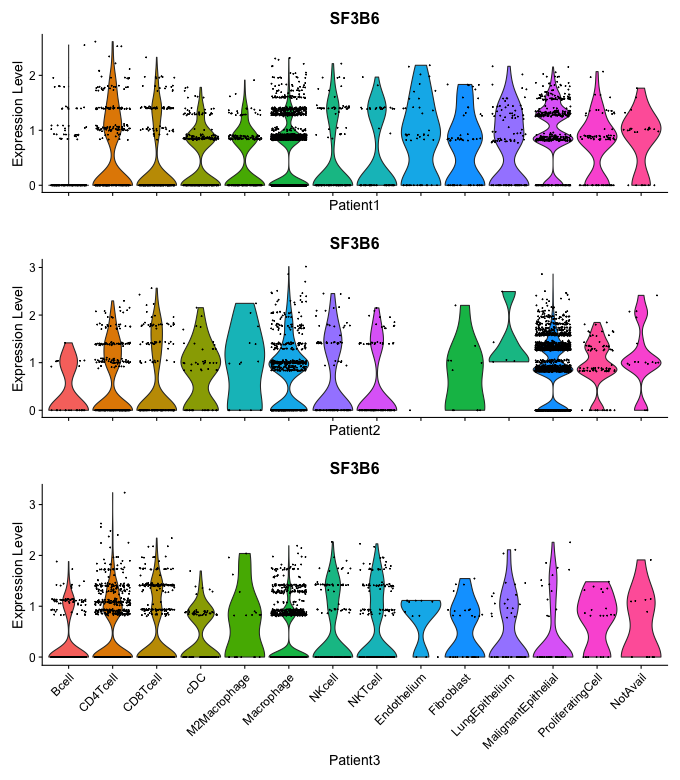 SF3B6
Expression Level
2
1
0
Patient1
SF3B6
Expression Level
3
2
1
0
Patient2
SF3B6
Expression Level
3
2
1
0
Bcell
CD4Tcell
CD8Tcell
cDC
M2Macrophage
Macrophage
NKcell
NKTcell
Endothelium
Fibroblast
LungEpithelium
MalignantEpithelial
ProliferatingCell
NotAvail
Patient3